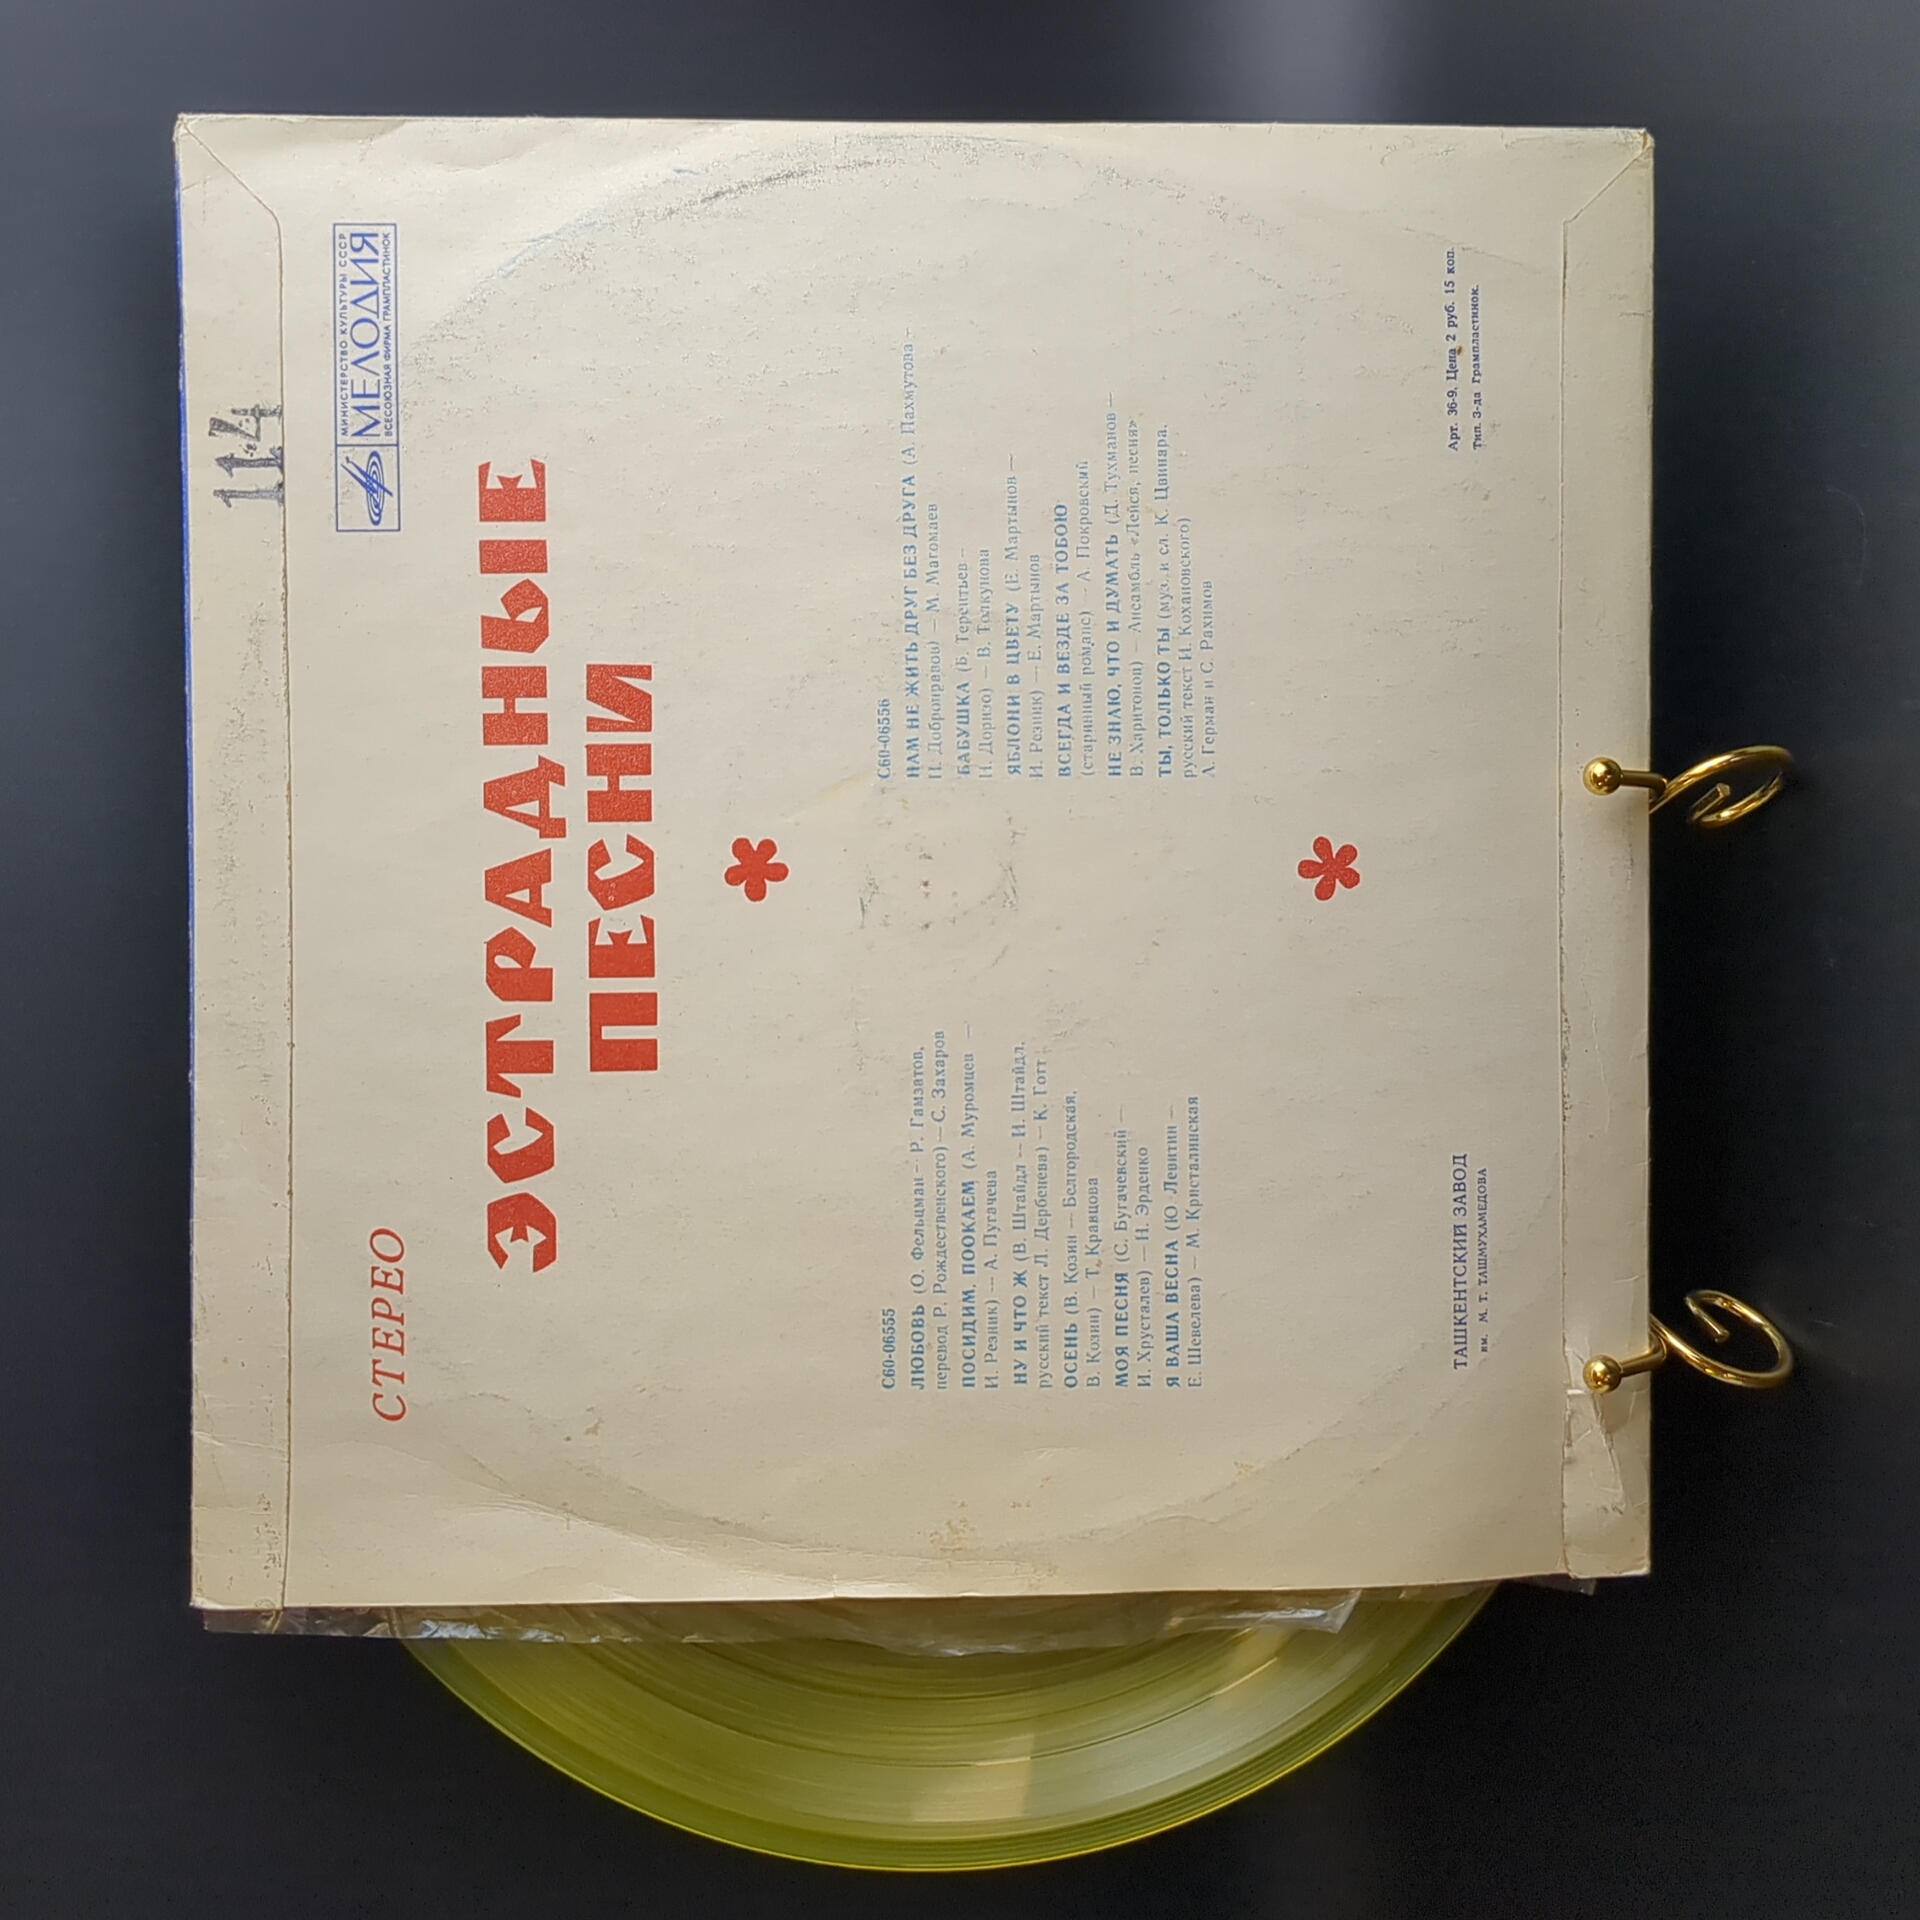 114
СТЕРЕО
МИНИСТЕРСТВО КУЛЬТУРЫ СССР
МЕЛОДИЯ
ВСЕСОЮЗНАЯ ФИРМА ГРАМПЛАСТИНОК
ЭСТРАДНЫЕ
ПЕСНИ
С60-06555
ЛЮБОВЬ (О. Фельцман — Р. Гамзатов,
перевод Р. Рождественского) — С. Захаров
ПОСИДИМ, ПООКАЕМ (А. Муромцев —
И. Резник) — А. Пугачева
НУ И ЧТО Ж (В. Штайдл — И. Штайдл,
русский текст Л. Дербенева) — К. Готт
ОСЕНЬ (В. Козин — Белгородская,
В. Козин) — Т. Кравцова
МОЯ ПЕСНЯ (С. Бугачевский —
И. Хрусталев) — Н. Эрденко
Я ВАША ВЕСНА (Ю. Левитин —
Е. Шевелева) — М. Кристалинская
С60-06556
НАМ НЕ ЖИТЬ ДРУГ БЕЗ ДРУГА (А. Пахмутова —
Н. Добронравов) — М. Магомаев
БАБУШКА (Б. Терентьев —
Н. Доризо) — В. Толкунова
ЯБЛОНИ В ЦВЕТУ (Е. Мартынов —
И. Резник) — Е. Мартынов
ВСЕГДА И ВЕЗДЕ ЗА ТОБОЮ
(старинный романс) — А. Покровский
НЕ ЗНАЮ, ЧТО И ДУМАТЬ (Д. Тухманов —
В. Харитонов) — Ансамбль «Лейся, песня»
ТЫ, ТОЛЬКО ТЫ (муз. и сл. К. Цвинара,
русский текст И. Кохановского)
А. Герман и С. Рахимов
ТАШКЕНТСКИЙ ЗАВОД
им. М. Т. ТАШМУХАМЕДОВА
Арт. 36-9. Цена 2 руб. 15 коп.
Тип. З-да Грампластинок.